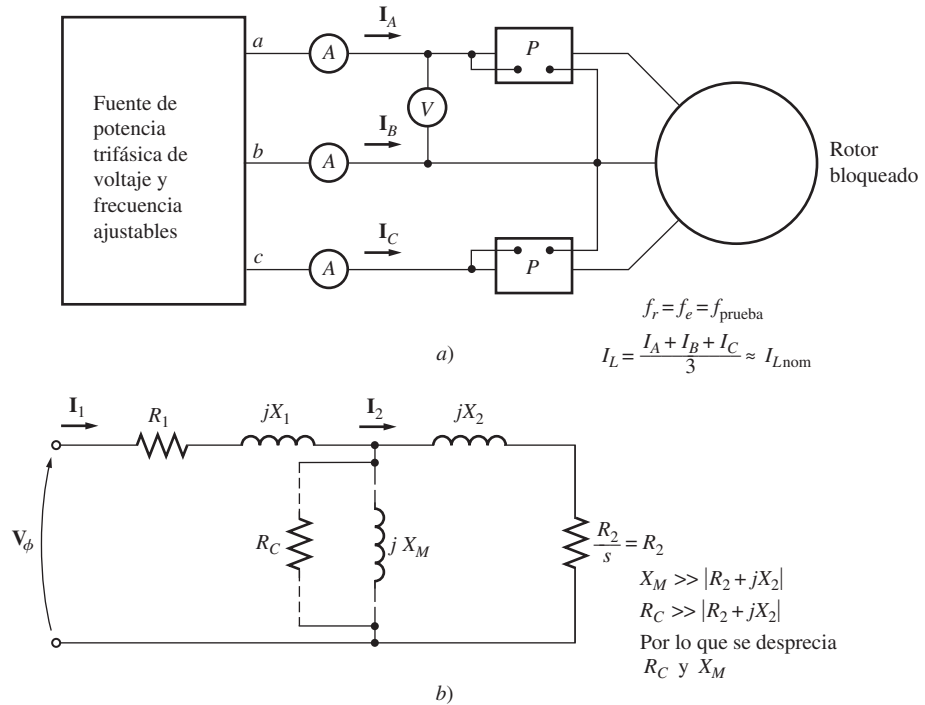 Fuente de
potencia
trifásica de
voltaje y
frecuencia
ajustables
a
A
I_A
P
V
b
A
I_B
Rotor
bloqueado
c
A
I_C
P
f_r = f_e = f_prueba
I_L = (I_A + I_B + I_C)/3 ≈ I_Lnom
a)
I_1
R_1
jX_1
I_2
jX_2
V_ϕ
R_C
j X_M
R_2/s = R_2
X_M >> |R_2 + jX_2|
R_C >> |R_2 + jX_2|
Por lo que se desprecia
R_C y X_M
b)